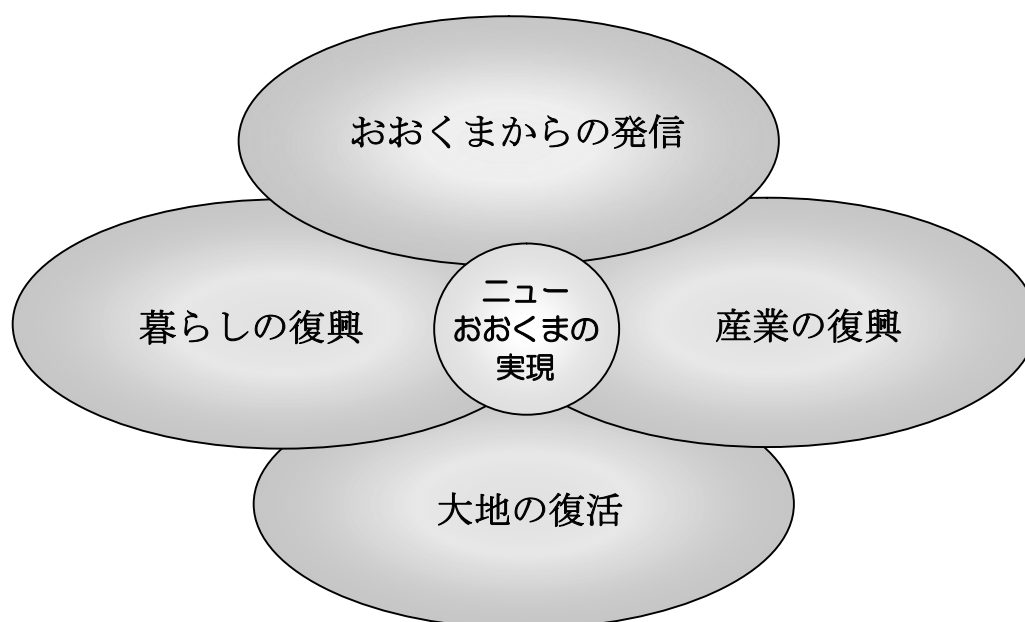 おおくまからの発信
暮らしの復興
ニュー
おおくまの
実現
産業の復興
大地の復活